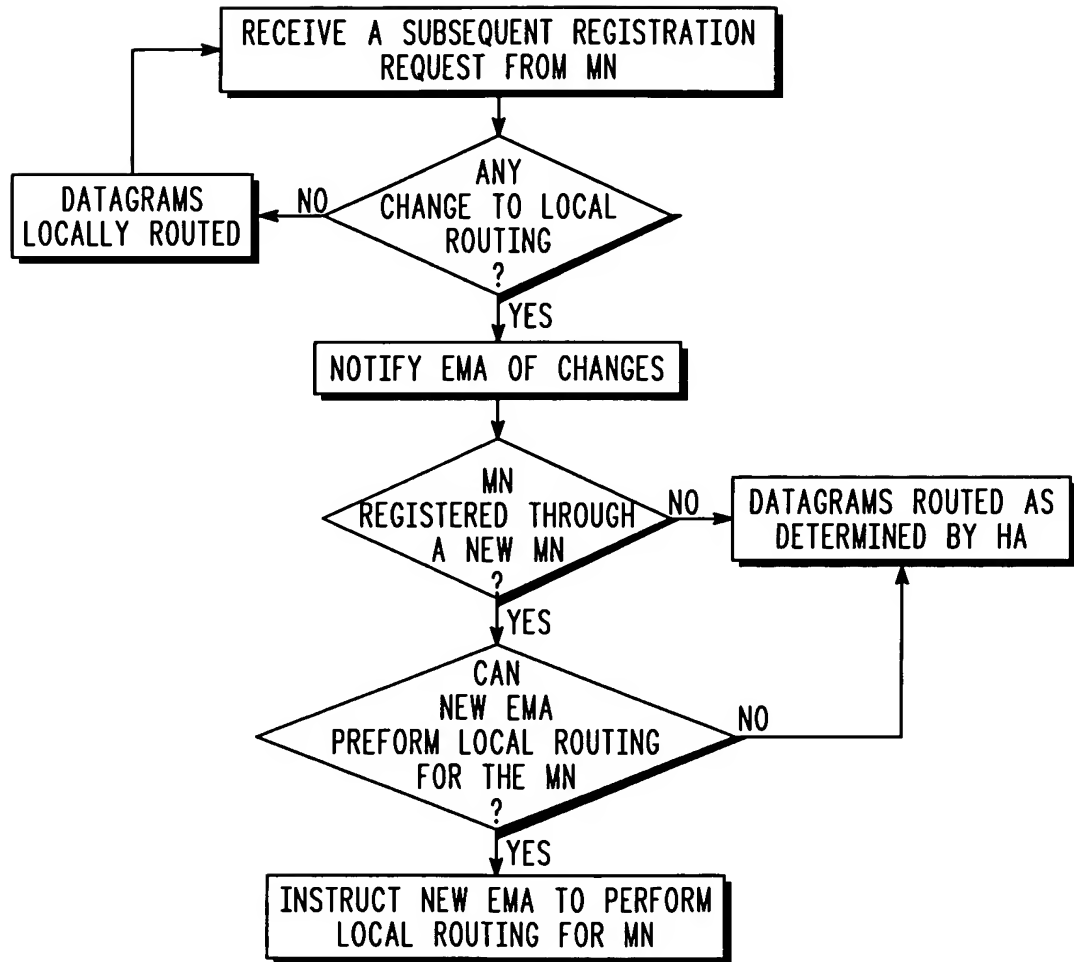 RECEIVE A SUBSEQUENT REGISTRATION
REQUEST FROM MN
ANY
CHANGE TO LOCAL
ROUTING
?
NO
DATAGRAMS
LOCALLY ROUTED
YES
NOTIFY EMA OF CHANGES
MN
REGISTERED THROUGH
A NEW MN
?
NO
DATAGRAMS ROUTED AS
DETERMINED BY HA
YES
CAN
NEW EMA
PREFORM LOCAL ROUTING
FOR THE MN
?
NO
YES
INSTRUCT NEW EMA TO PERFORM
LOCAL ROUTING FOR MN